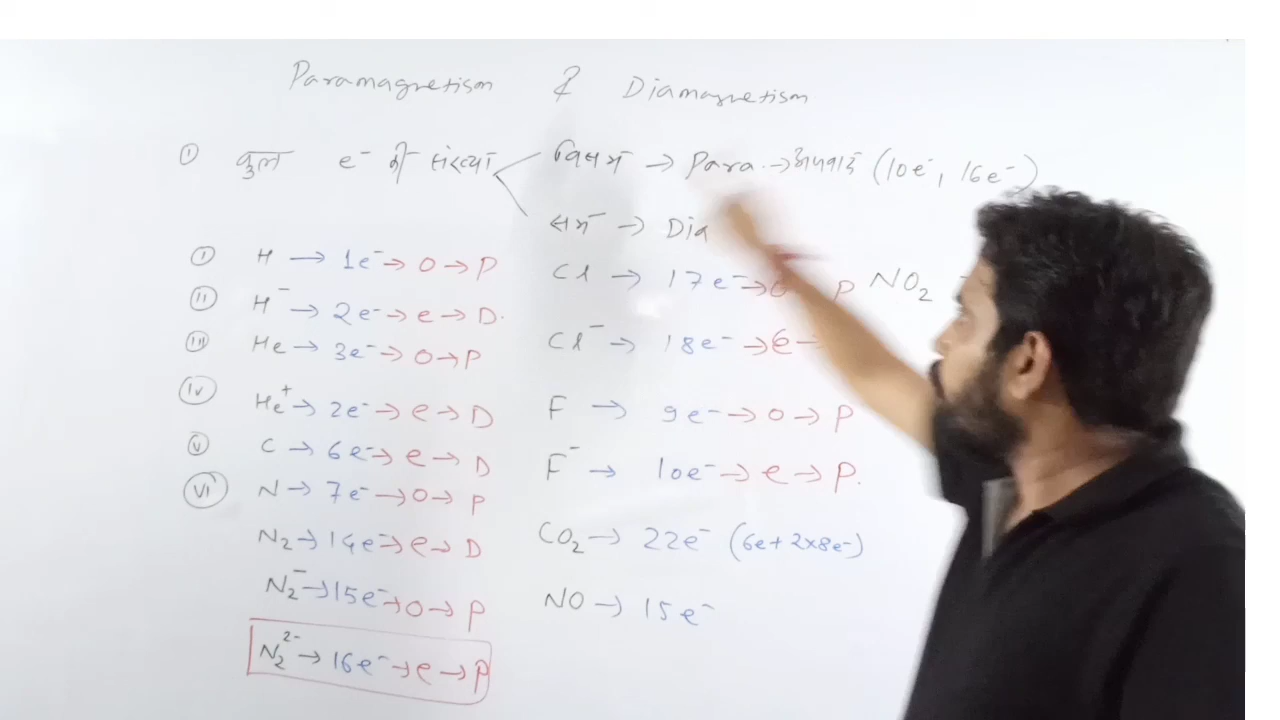 Paramagnetism & Diamagnetism
① कुल e⁻ की संख्या विषम → Para → अपवाद (10e⁻, 16e⁻)
सम → Dia
ⓘ H → 1e⁻ → O → P
ⓘⓘ H⁻ → 2e⁻ → e → D.
ⓘⓘⓘ He → 3e⁻ → O → P
ⓘⓥ He⁺ → 2e⁻ → e → D
ⓥ C → 6e⁻ → e → D
ⓥⓘ N → 7e⁻ → O → P
N₂ → 14e⁻ → e → D
N₂⁻ → 15e⁻ → O → P
N₂²⁻ → 16e⁻ → e → P
Cl → 17e⁻ → O P
Cl⁻ → 18e⁻ → e →
F → 9e⁻ → O → P
F⁻ → 10e⁻ → e → P.
CO₂ → 22e⁻ (6e + 2×8e⁻)
NO → 15e⁻
NO₂